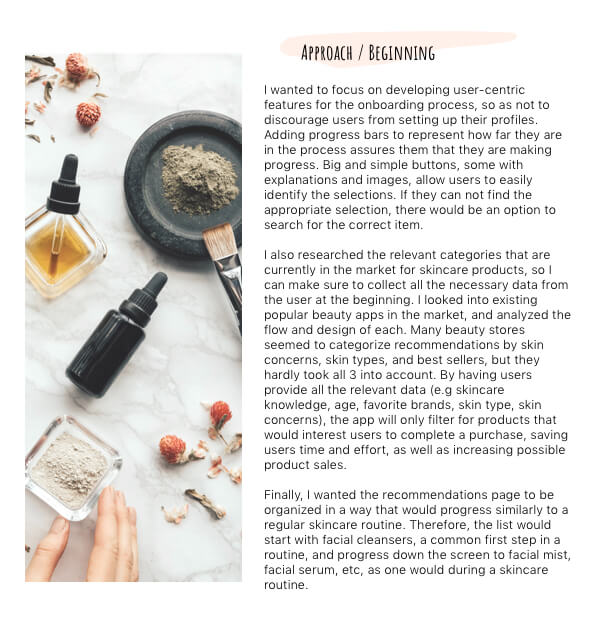 Approach / Beginning
I wanted to focus on developing user-centric
features for the onboarding process, so as not to
discourage users from setting up their profiles.
Adding progress bars to represent how far they are
in the process assures them that they are making
progress. Big and simple buttons, some with
explanations and images, allow users to easily
identify the selections. If they can not find the
appropriate selection, there would be an option to
search for the correct item.
I also researched the relevant categories that are
currently in the market for skincare products, so I
can make sure to collect all the necessary data from
the user at the beginning. I looked into existing
popular beauty apps in the market, and analyzed the
flow and design of each. Many beauty stores
seemed to categorize recommendations by skin
concerns, skin types, and best sellers, but they
hardly took all 3 into account. By having users
provide all the relevant data (e.g skincare
knowledge, age, favorite brands, skin type, skin
concerns), the app will only filter for products that
would interest users to complete a purchase, saving
users time and effort, as well as increasing possible
product sales.
Finally, I wanted the recommendations page to be
organized in a way that would progress similarly to a
regular skincare routine. Therefore, the list would
start with facial cleansers, a common first step in a
routine, and progress down the screen to facial mist,
facial serum, etc, as one would during a skincare
routine.